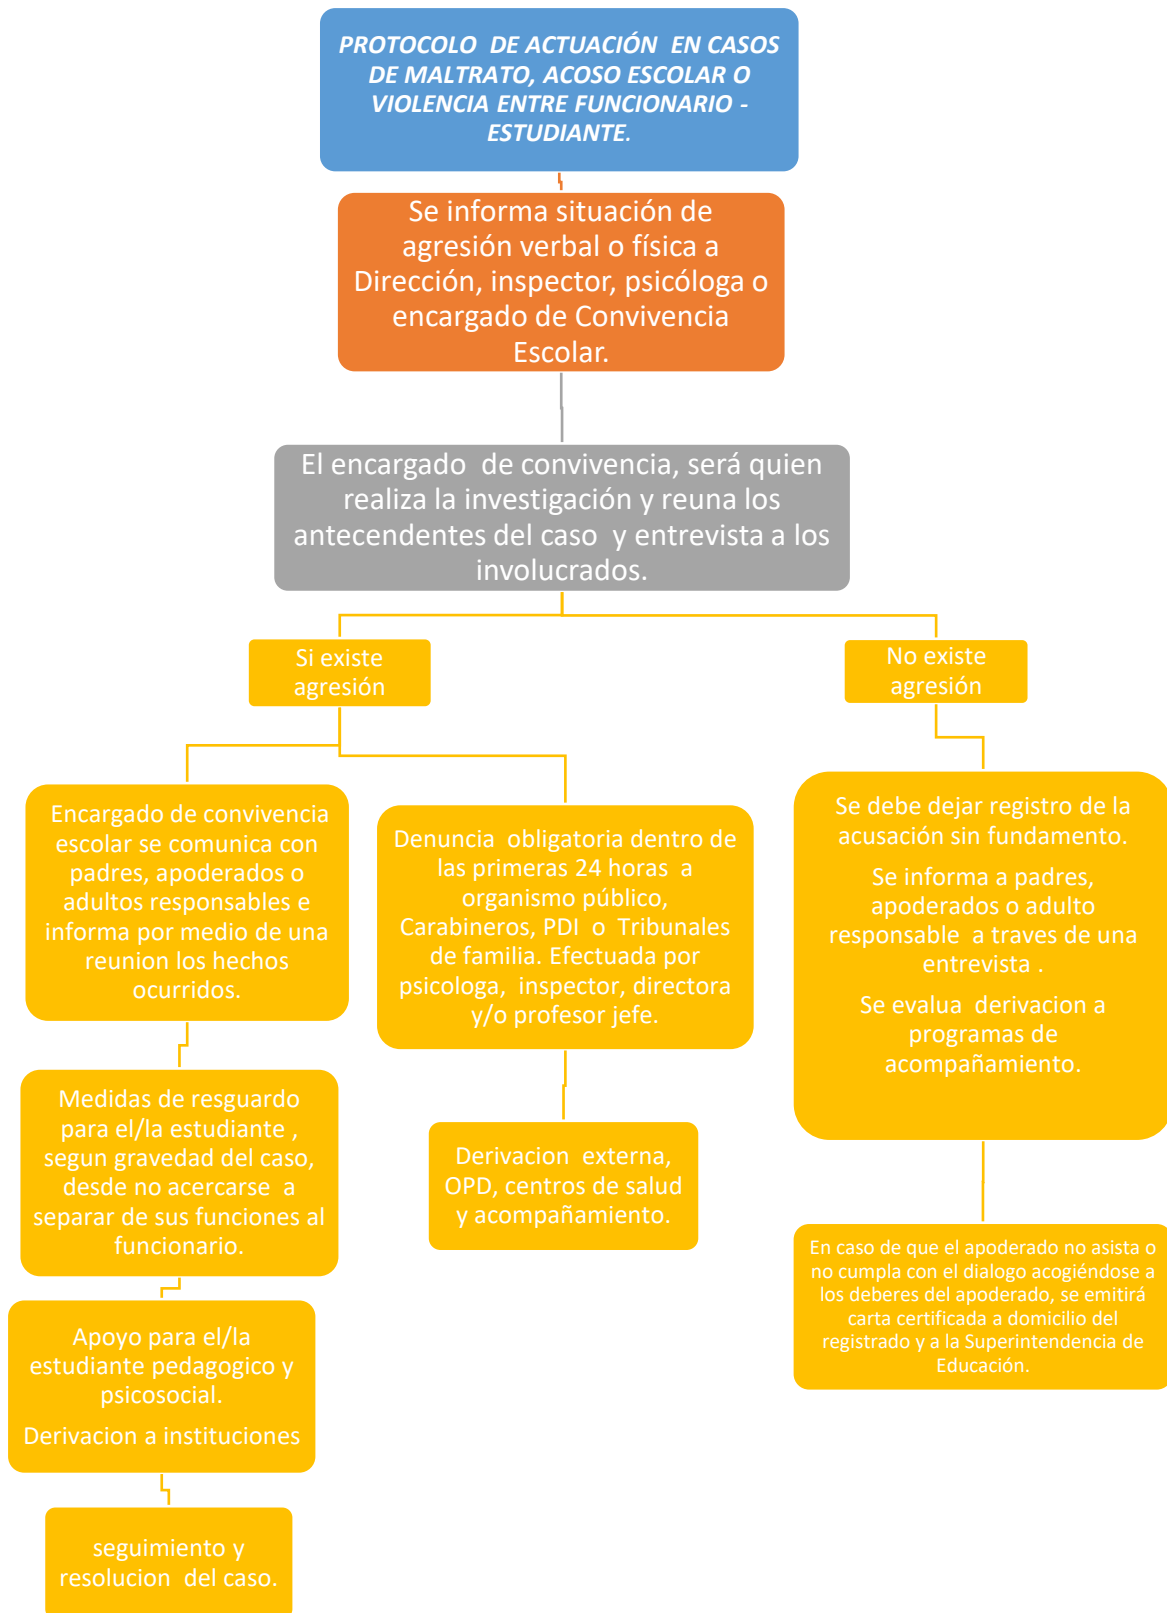 PROTOCOLO DE ACTUACIÓN EN CASOS
DE MALTRATO, ACOSO ESCOLAR O
VIOLENCIA ENTRE FUNCIONARIO -
ESTUDIANTE.
Se informa situación de
agresión verbal o física a
Dirección, inspector, psicóloga o
encargado de Convivencia
Escolar.
El encargado de convivencia, será quien
realiza la investigación y reuna los
antecendentes del caso y entrevista a los
involucrados.
Si existe
agresión
No existe
agresión
Encargado de convivencia
escolar se comunica con
padres, apoderados o
adultos responsables e
informa por medio de una
reunion los hechos
ocurridos.
Denuncia obligatoria dentro de
las primeras 24 horas a
organismo público,
Carabineros, PDI o Tribunales
de familia. Efectuada por
psicologa, inspector, directora
y/o profesor jefe.
Se debe dejar registro de la
acusación sin fundamento.
Se informa a padres,
apoderados o adulto
responsable a traves de una
entrevista .
Se evalua derivacion a
programas de
acompañamiento.
Medidas de resguardo
para el/la estudiante ,
segun gravedad del caso,
desde no acercarse a
separar de sus funciones al
funcionario.
Derivacion externa,
OPD, centros de salud
y acompañamiento.
En caso de que el apoderado no asista o
no cumpla con el dialogo acogiéndose a
los deberes del apoderado, se emitirá
carta certificada a domicilio del
registrado y a la Superintendencia de
Educación.
Apoyo para el/la
estudiante pedagogico y
psicosocial.
Derivacion a instituciones
seguimiento y
resolucion del caso.